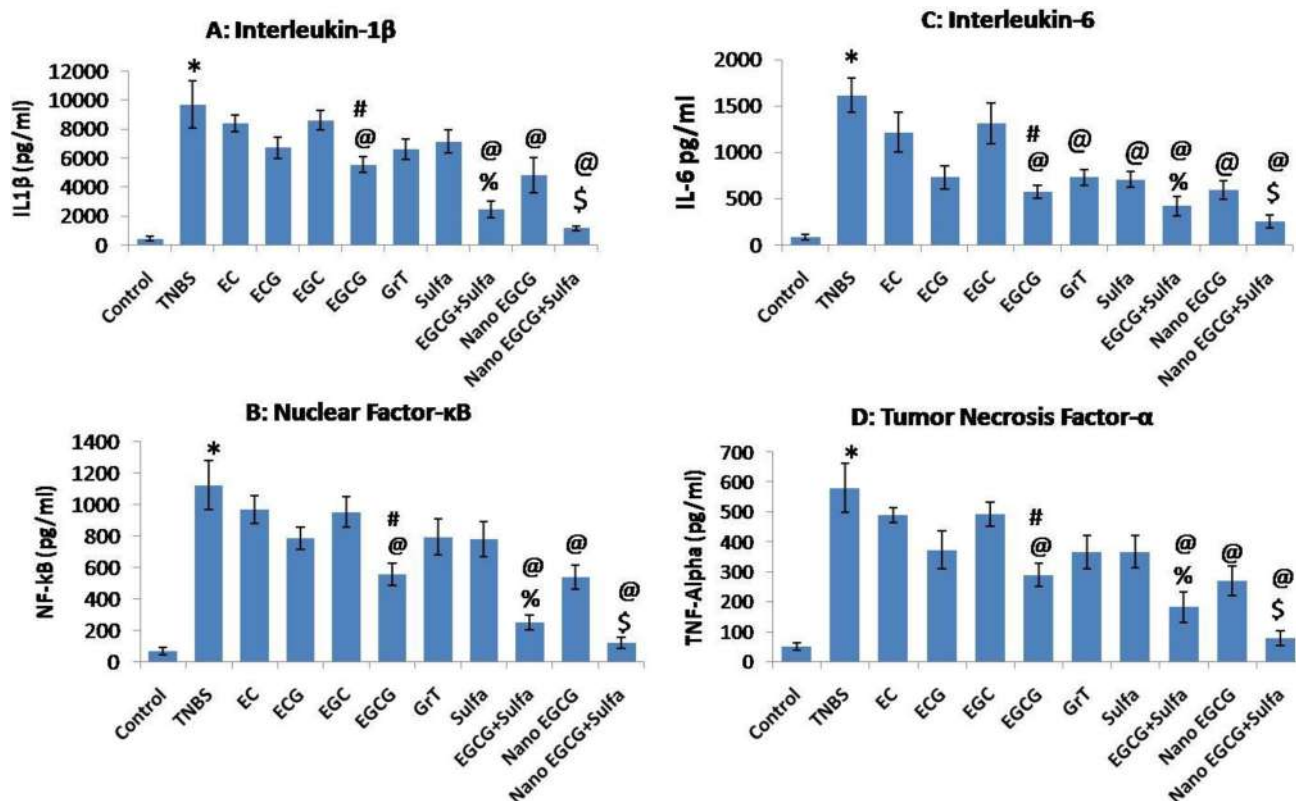 A: Interleukin-1β
IL1β (pg/ml)
12000
10000
8000
6000
4000
2000
0
*
#
@
@
%
@
@
$
Control
TNBS
EC
ECG
EGC
EGCG
GrT
Sulfa
EGCG+Sulfa
Nano EGCG
Nano EGCG+Sulfa
C: Interleukin-6
IL-6 pg/ml
2000
1500
1000
500
0
*
#
@
@
@
@
%
@
@
$
Control
TNBS
EC
ECG
EGC
EGCG
GrT
Sulfa
EGCG+Sulfa
Nano EGCG
Nano EGCG+Sulfa
B: Nuclear Factor-κB
NF-kB (pg/ml)
1400
1200
1000
800
600
400
200
0
*
#
@
@
%
@
@
$
Control
TNBS
EC
ECG
EGC
EGCG
GrT
Sulfa
EGCG+Sulfa
Nano EGCG
Nano EGCG+Sulfa
D: Tumor Necrosis Factor-α
TNF-Alpha (pg/ml)
700
600
500
400
300
200
100
0
*
#
@
@
%
@
@
$
Control
TNBS
EC
ECG
EGC
EGCG
GrT
Sulfa
EGCG+Sulfa
Nano EGCG
Nano EGCG+Sulfa